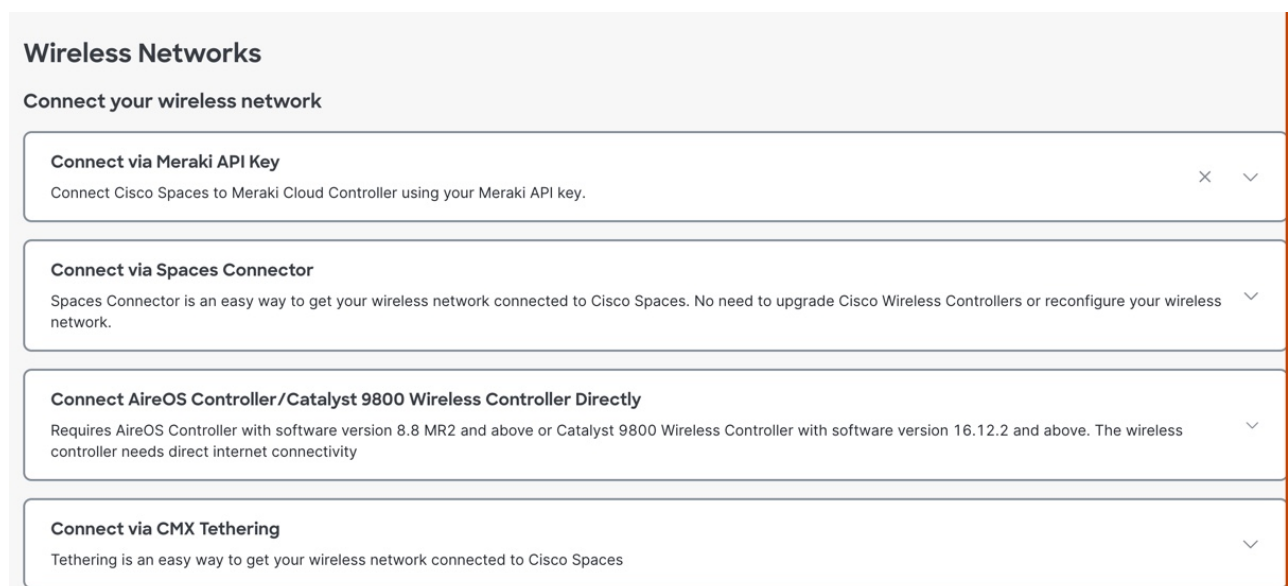 Wireless Networks
Connect your wireless network
Connect via Meraki API Key
Connect Cisco Spaces to Meraki Cloud Controller using your Meraki API key.
Connect via Spaces Connector
Spaces Connector is an easy way to get your wireless network connected to Cisco Spaces. No need to upgrade Cisco Wireless Controllers or reconfigure your wireless
network.
Connect AireOS Controller/Catalyst 9800 Wireless Controller Directly
Requires AireOS Controller with software version 8.8 MR2 and above or Catalyst 9800 Wireless Controller with software version 16.12.2 and above. The wireless
controller needs direct internet connectivity
Connect via CMX Tethering
Tethering is an easy way to get your wireless network connected to Cisco Spaces